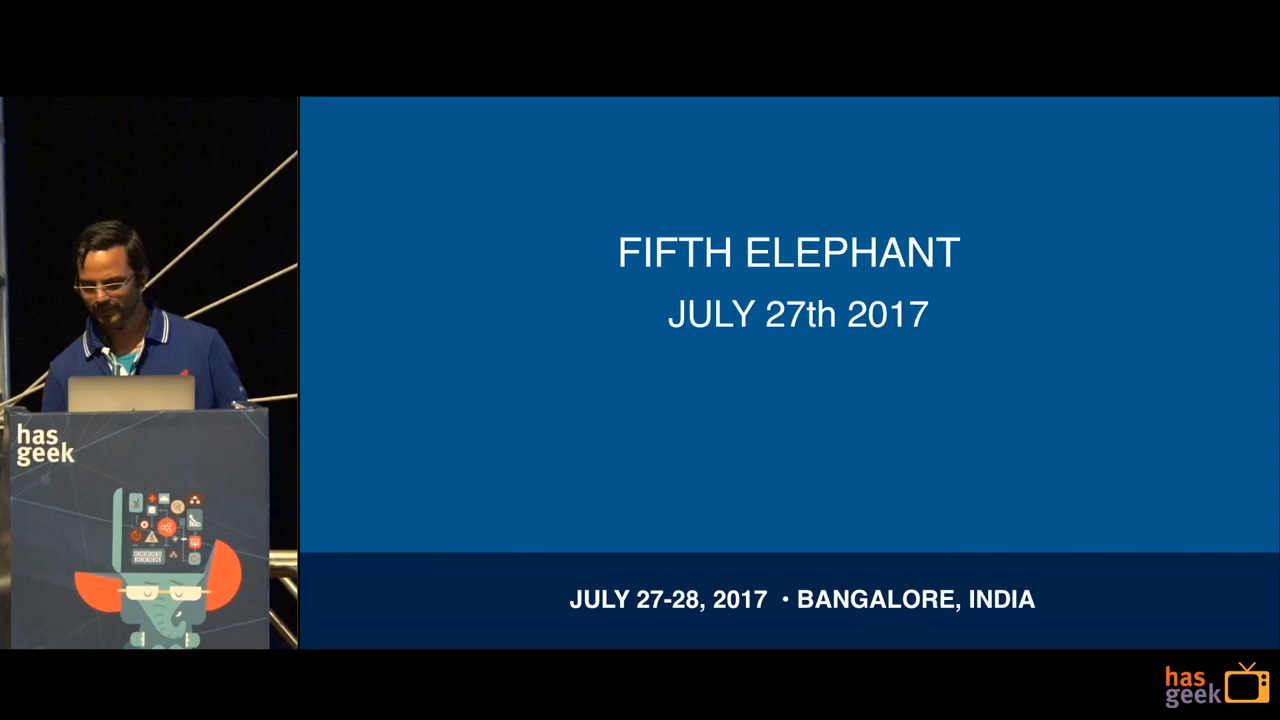 FIFTH ELEPHANT
JULY 27th 2017
JULY 27-28, 2017 • BANGALORE, INDIA
has
geek
has
geek